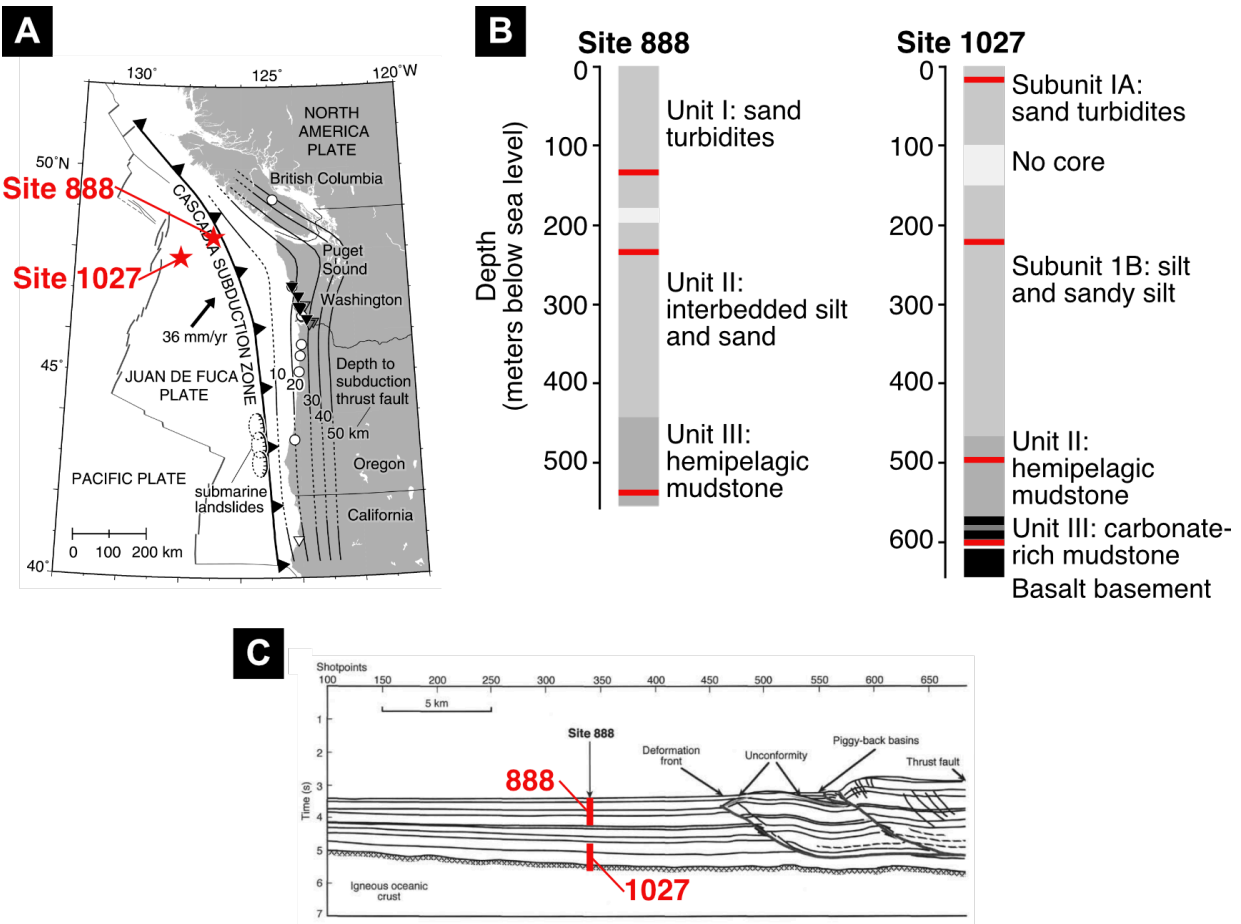 A
130°
125°
120°W
NORTH
AMERICA
PLATE
50°N
British Columbia
Site 888
CASCADIA SUBDUCTION ZONE
Puget
Sound
Site 1027
Washington
36 mm/yr
45°
JUAN DE FUCA
PLATE
10
20
30
40
50 km
Depth to
subduction
thrust fault
PACIFIC PLATE
Oregon
submarine
landslides
California
0 100 200 km
40°
B
Site 888
Depth
(meters below sea level)
0
100
200
300
400
500
Unit I: sand
turbidites
Unit II:
interbedded silt
and sand
Unit III:
hemipelagic
mudstone
Site 1027
0
100
200
300
400
500
600
Subunit IA:
sand turbidites
No core
Subunit 1B: silt
and sandy silt
Unit II:
hemipelagic
mudstone
Unit III: carbonate-
rich mudstone
Basalt basement
C
Shotpoints
100 150 200 250 300 350 400 450 500 550 600 650
5 km
Time (s)
1
2
3
4
5
6
7
Site 888
888
Deformation
front
Unconformity
Piggy-back basins
Thrust fault
Igneous oceanic
crust
1027